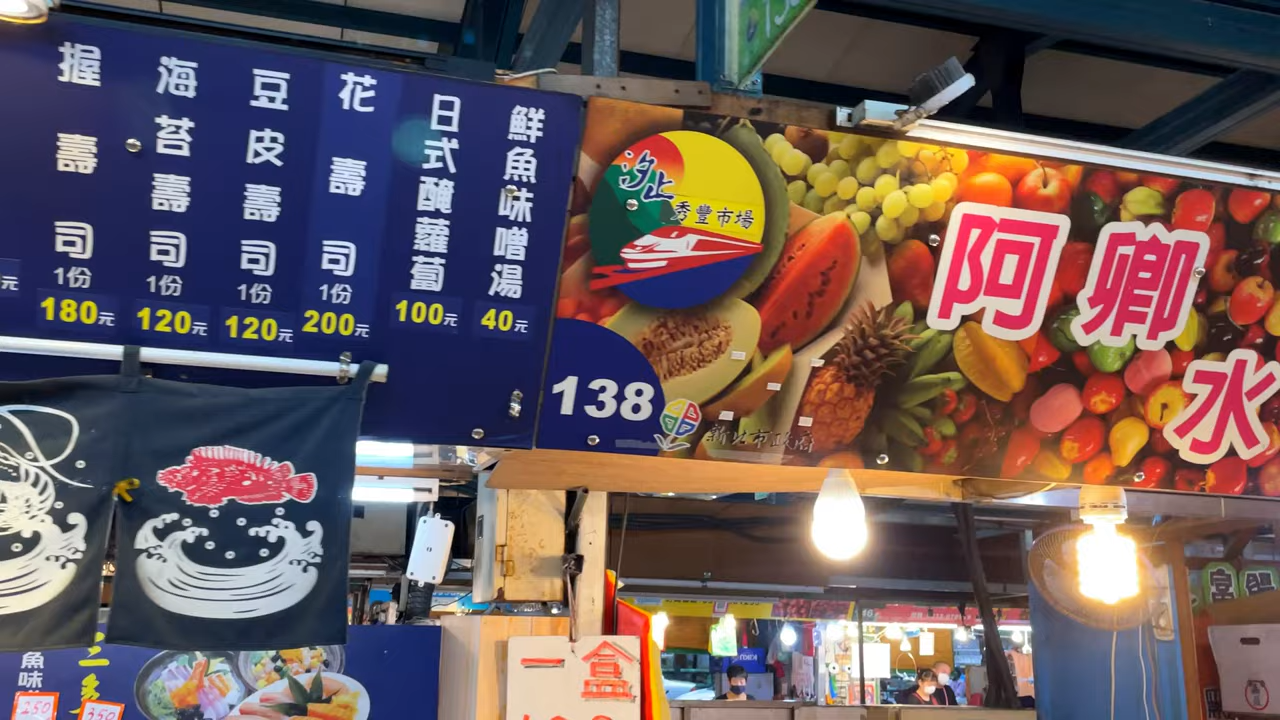 握壽司
1份
180元
海苔壽司
1份
120元
豆皮壽司
1份
120元
花壽司
1份
200元
日式醃蘿蔔
100元
鮮魚味噌湯
40元
元
汐止
秀豐市場
138
新北市政府
阿卿
水
魚味
250
350
一盒